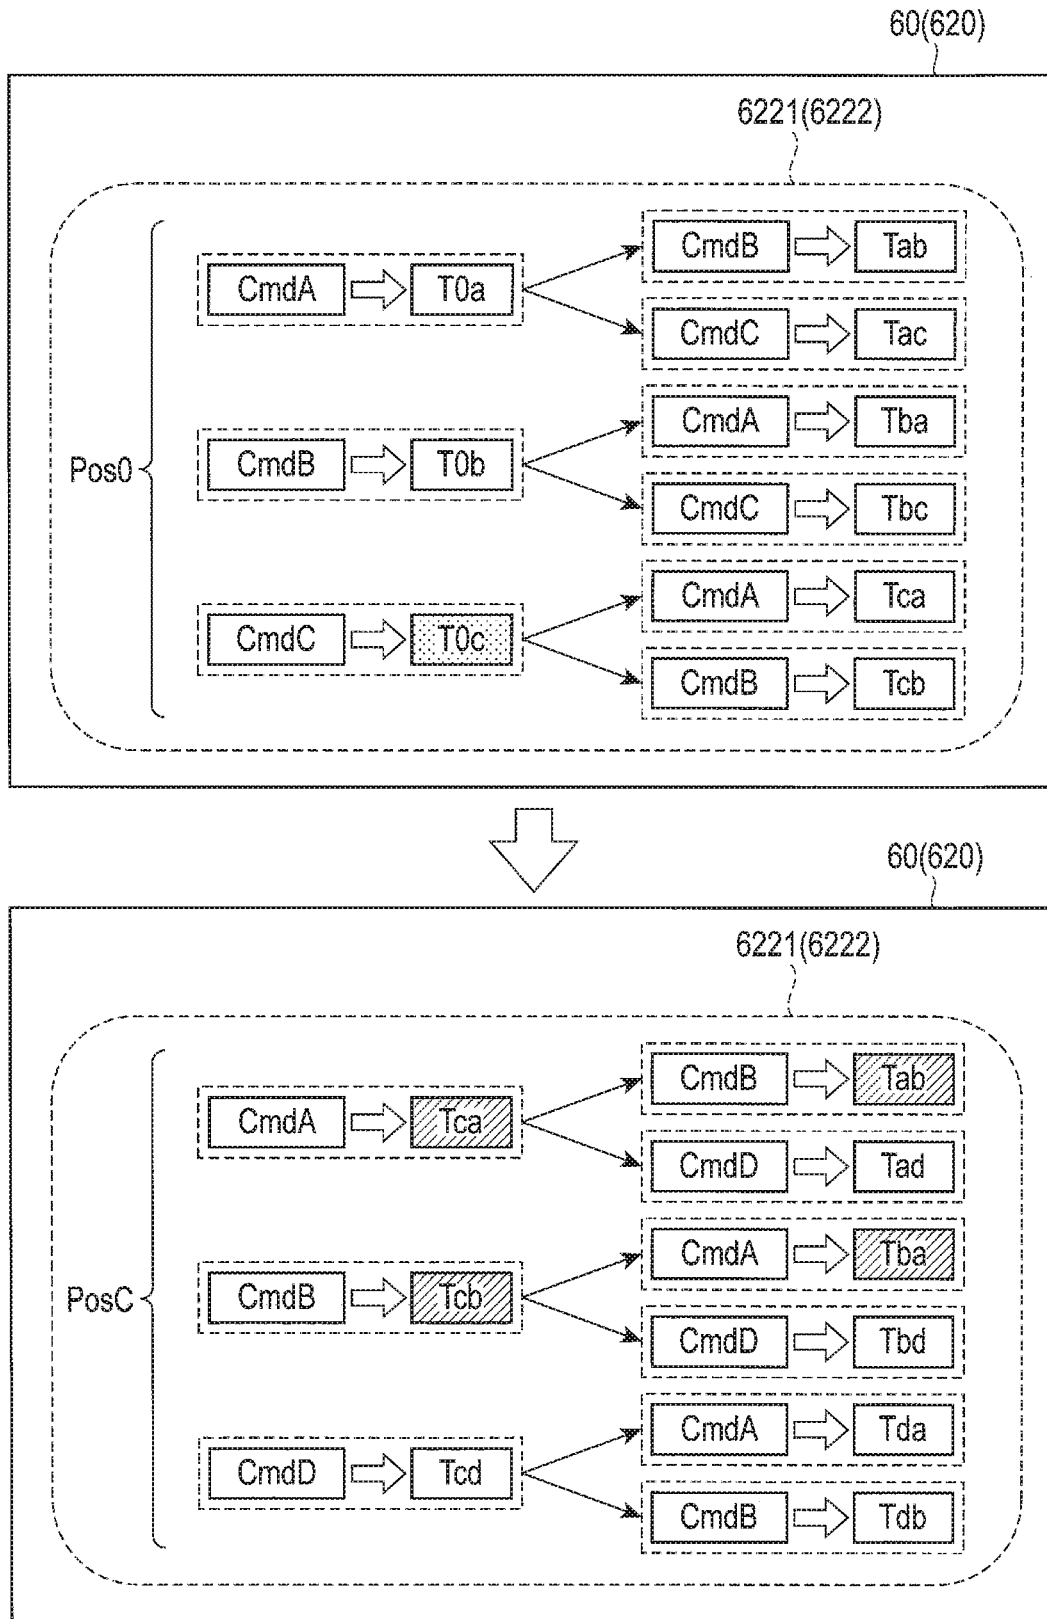 60(620)
6221(6222)
CmdB Tab
CmdA T0a
CmdC Tac
CmdA Tba
Pos0 CmdB T0b
CmdC Tbc
CmdA Tca
CmdC T0c
CmdB Tcb
60(620)
6221(6222)
CmdB Tab
CmdA Tca
CmdD Tad
CmdA Tba
PosC CmdB Tcb
CmdD Tbd
CmdA Tda
CmdD Tcd
CmdB Tdb